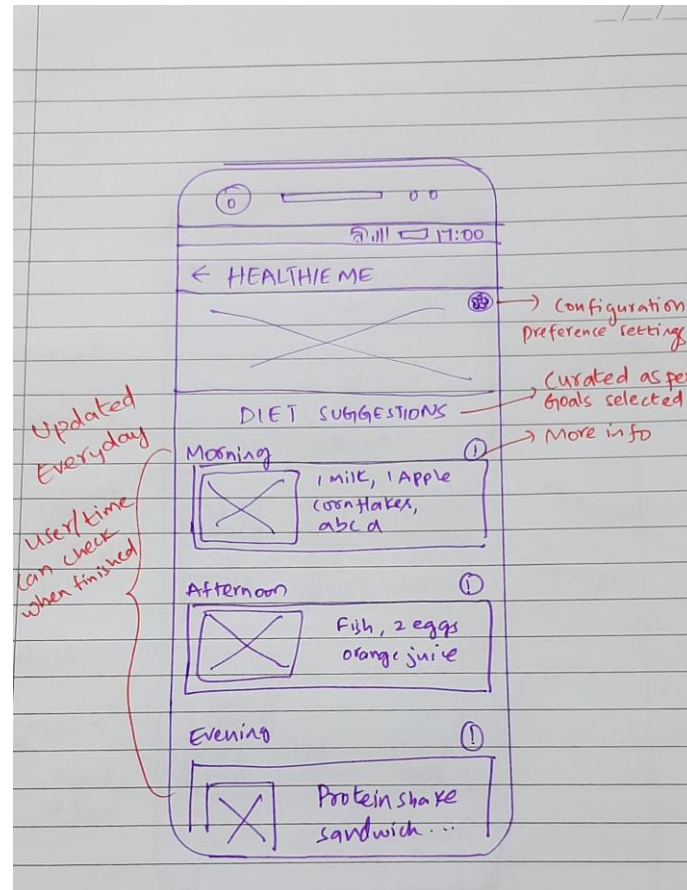 17:00
← HEALTHIEME
Configuration
preference settings
DIET SUGGESTIONS
Curated as per
Goals selected
More info
Updated
Everyday
user/time
can check
when finished
Morning
1 milk, 1 Apple
cornflakes,
abc d
Afternoon
Fish, 2 eggs
orange juice
Evening
Protein shake
sandwich...